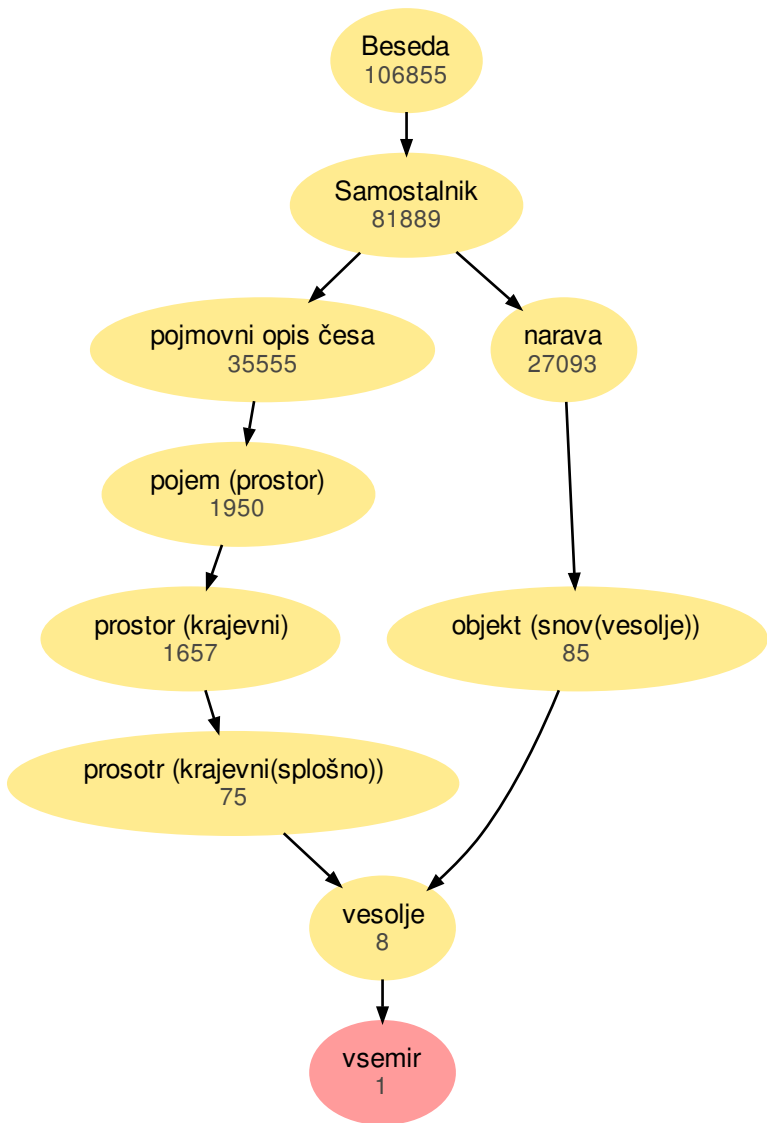 Beseda
106855
Samostalnik
81889
pojmovni opis česa
35555
narava
27093
pojem (prostor)
1950
prostor (krajevni)
1657
objekt (snov(vesolje))
85
prosotr (krajevni(splošno))
75
vesolje
8
vsemir
1